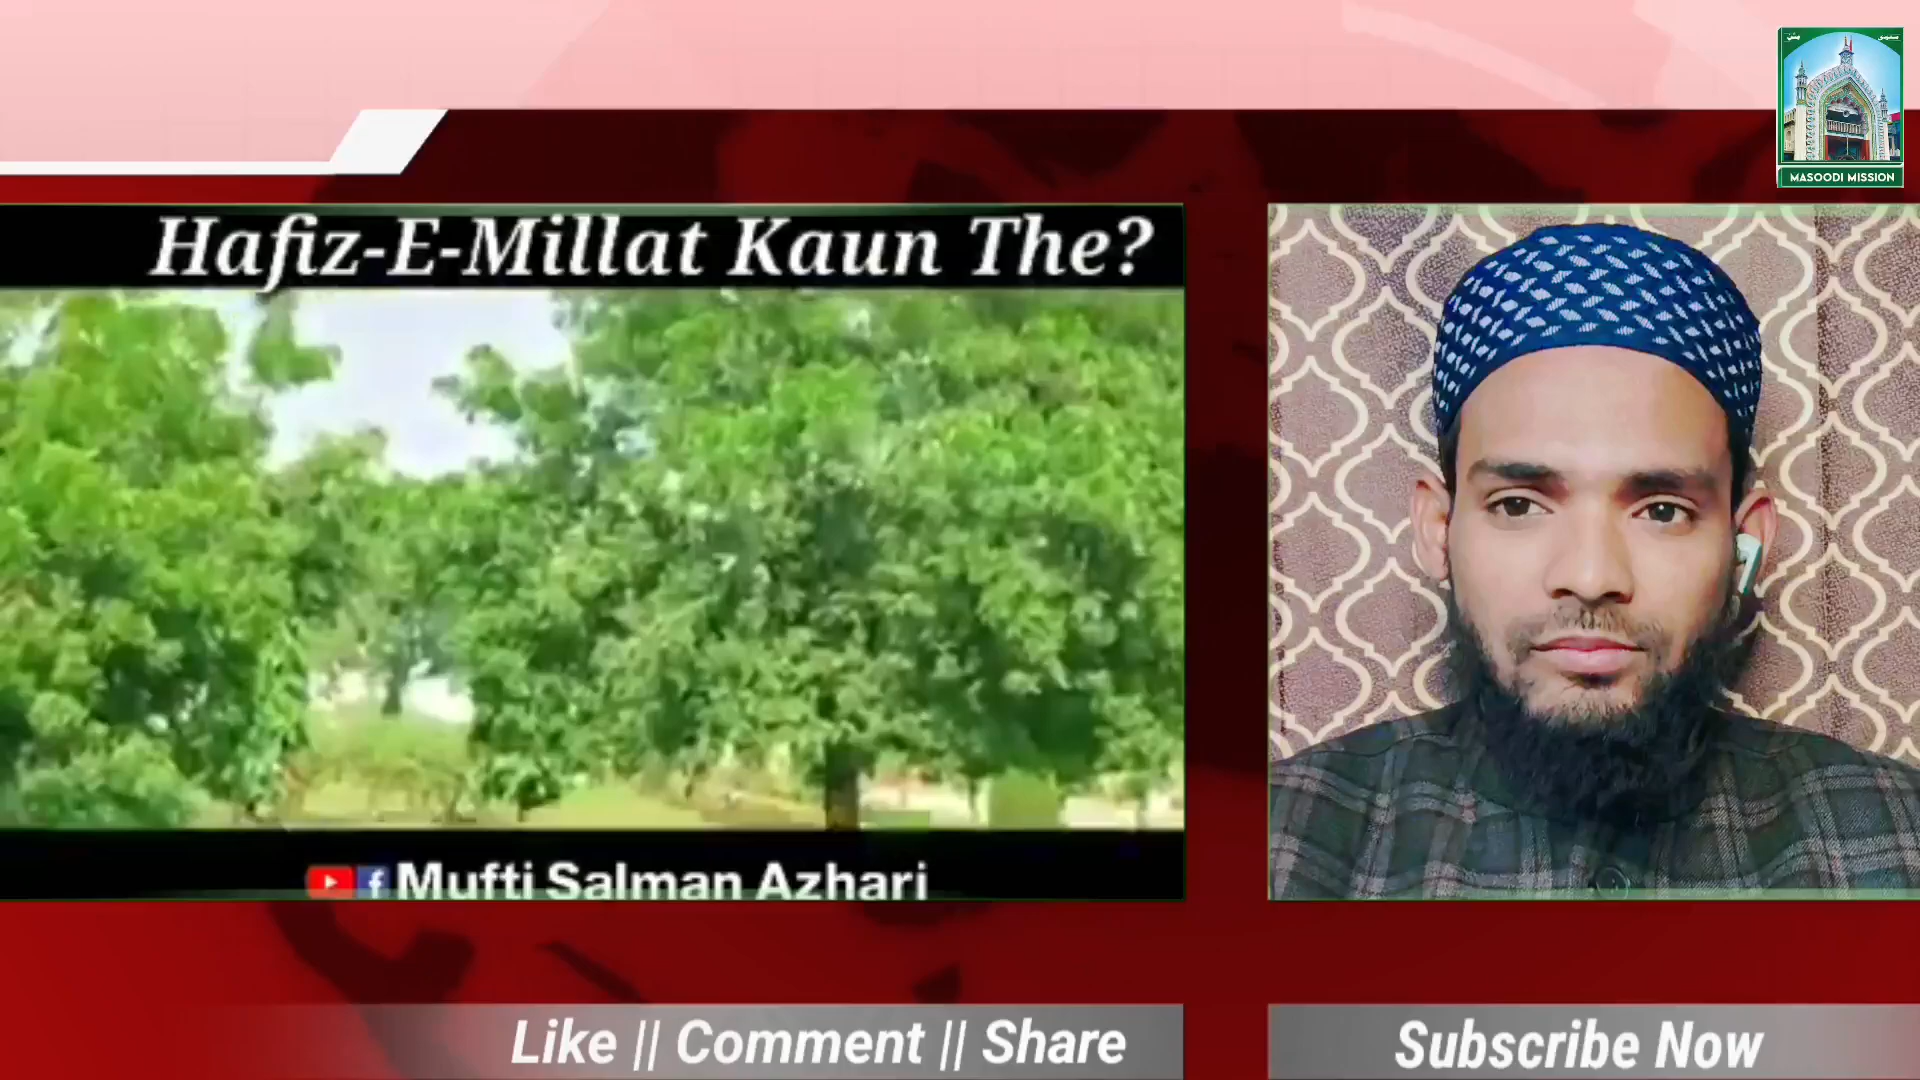 MASOODI MISSION
Hafiz-E-Millat Kaun The?
Mufti Salman Azhari
Like || Comment || Share
Subscribe Now